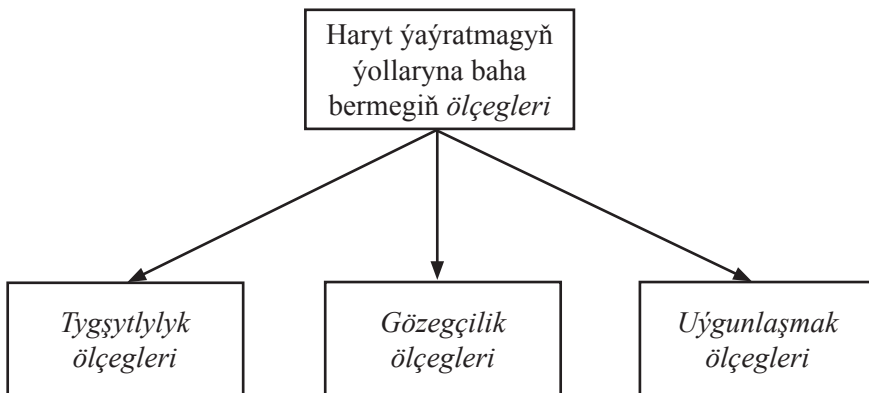 Haryt ýaýratmagyň
ýollaryna baha
bermegiň ölçegleri
Tygşytlylyk
ölçegleri
Gözegçilik
ölçegleri
Uýgunlaşmak
ölçegleri